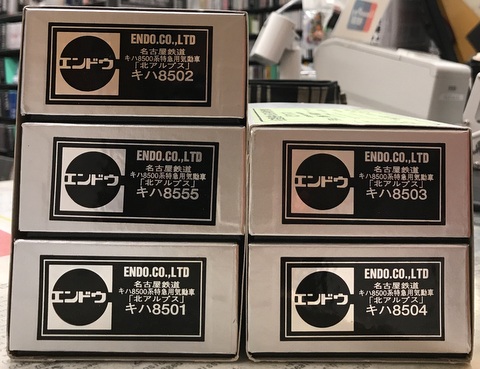 エンドウ
ENDO.CO.,LTD
名古屋鉄道
キハ8500系特急用気動車
「北アルプス」
キハ8502
エンドウ
ENDO.CO.,LTD
名古屋鉄道
キハ8500系特急用気動車
「北アルプス」
キハ8555
エンドウ
ENDO.CO.,LTD
名古屋鉄道
キハ8500系特急用気動車
「北アルプス」
キハ8501
エンドウ
ENDO.CO.,LTD
名古屋鉄道
キハ8500系特急用気動車
「北アルプス」
キハ8503
エンドウ
ENDO.CO.,LTD
名古屋鉄道
キハ8500系特急用気動車
「北アルプス」
キハ8504